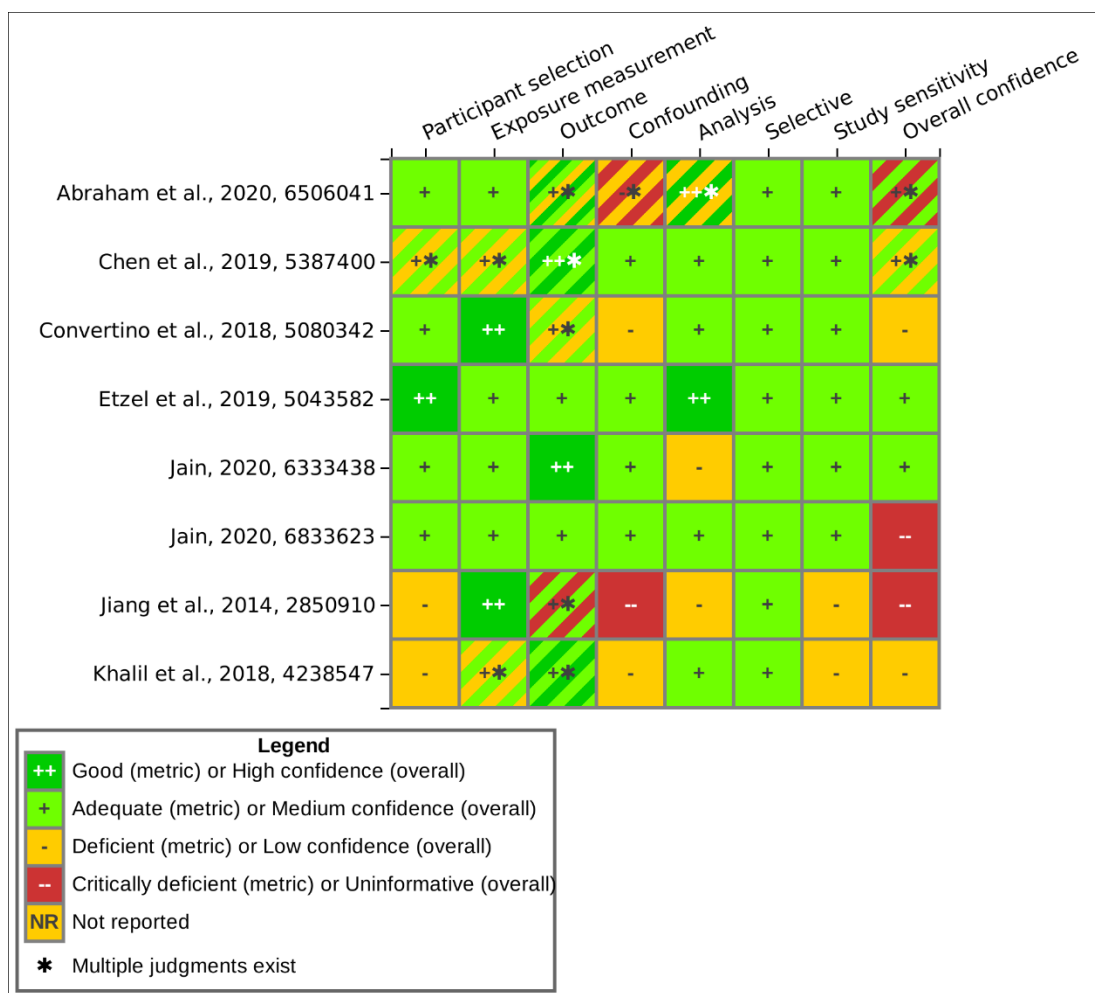 Participant selection
Exposure measurement
Outcome
Confounding
Analysis
Selective
Study sensitivity
Overall confidence
Abraham et al., 2020, 6506041 + + +✱ -✱ ++✱ + + +✱
Chen et al., 2019, 5387400 +✱ +✱ ++✱ + + + + +✱
Convertino et al., 2018, 5080342 + ++ +✱ - + + + -
Etzel et al., 2019, 5043582 ++ + + + ++ + + +
Jain, 2020, 6333438 + + ++ + - + + +
Jain, 2020, 6833623 + + + + + + + --
Jiang et al., 2014, 2850910 - ++ +✱ -- - + - --
Khalil et al., 2018, 4238547 - +✱ +✱ - + + - -
Legend
++ Good (metric) or High confidence (overall)
+ Adequate (metric) or Medium confidence (overall)
- Deficient (metric) or Low confidence (overall)
-- Critically deficient (metric) or Uninformative (overall)
NR Not reported
✱ Multiple judgments exist